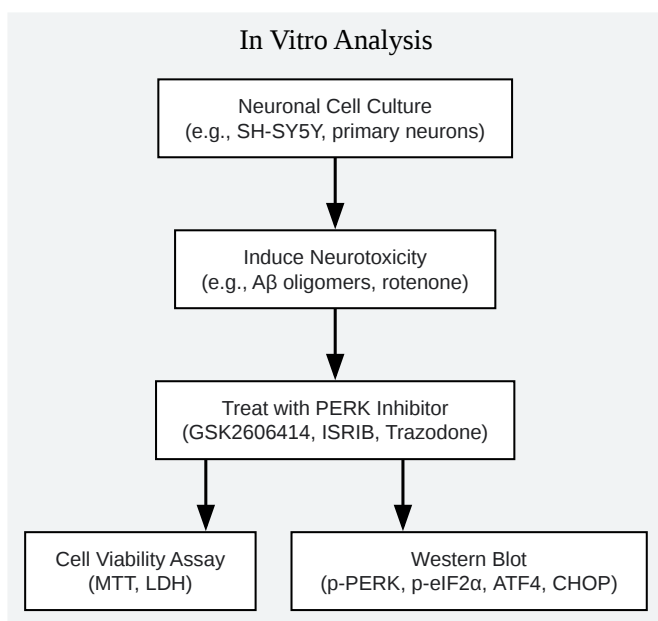 In Vitro Analysis
Neuronal Cell Culture
(e.g., SH-SY5Y, primary neurons)
Induce Neurotoxicity
(e.g., Aβ oligomers, rotenone)
Treat with PERK Inhibitor
(GSK2606414, ISRIB, Trazodone)
Cell Viability Assay
(MTT, LDH)
Western Blot
(p-PERK, p-eIF2α, ATF4, CHOP)